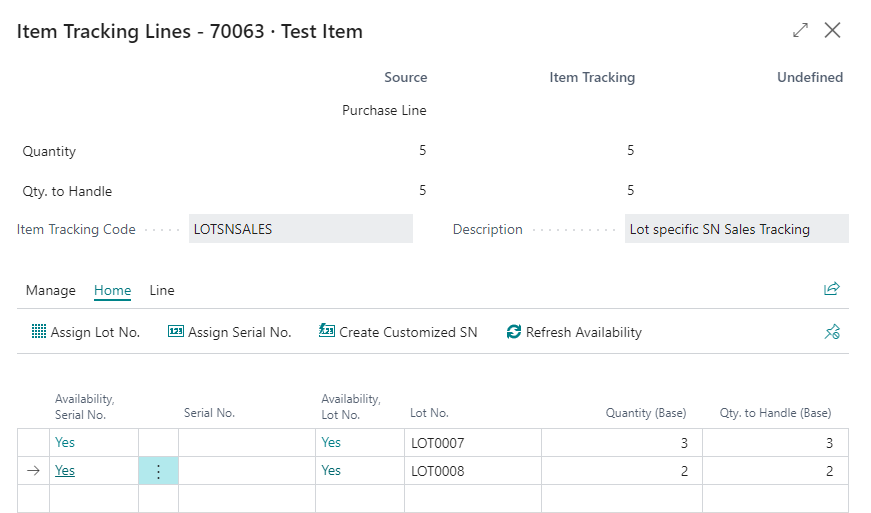 Item Tracking Lines - 70063 · Test Item
Source Item Tracking Undefined
Purchase Line
Quantity 5 5
Qty. to Handle 5 5
Item Tracking Code LOTSNSALES Description Lot specific SN Sales Tracking
Manage Home Line
Assign Lot No. Assign Serial No. Create Customized SN Refresh Availability
Availability, Serial No. Serial No. Availability, Lot No. Lot No. Quantity (Base) Qty. to Handle (Base)
Yes Yes LOT0007 3 3
Yes Yes LOT0008 2 2